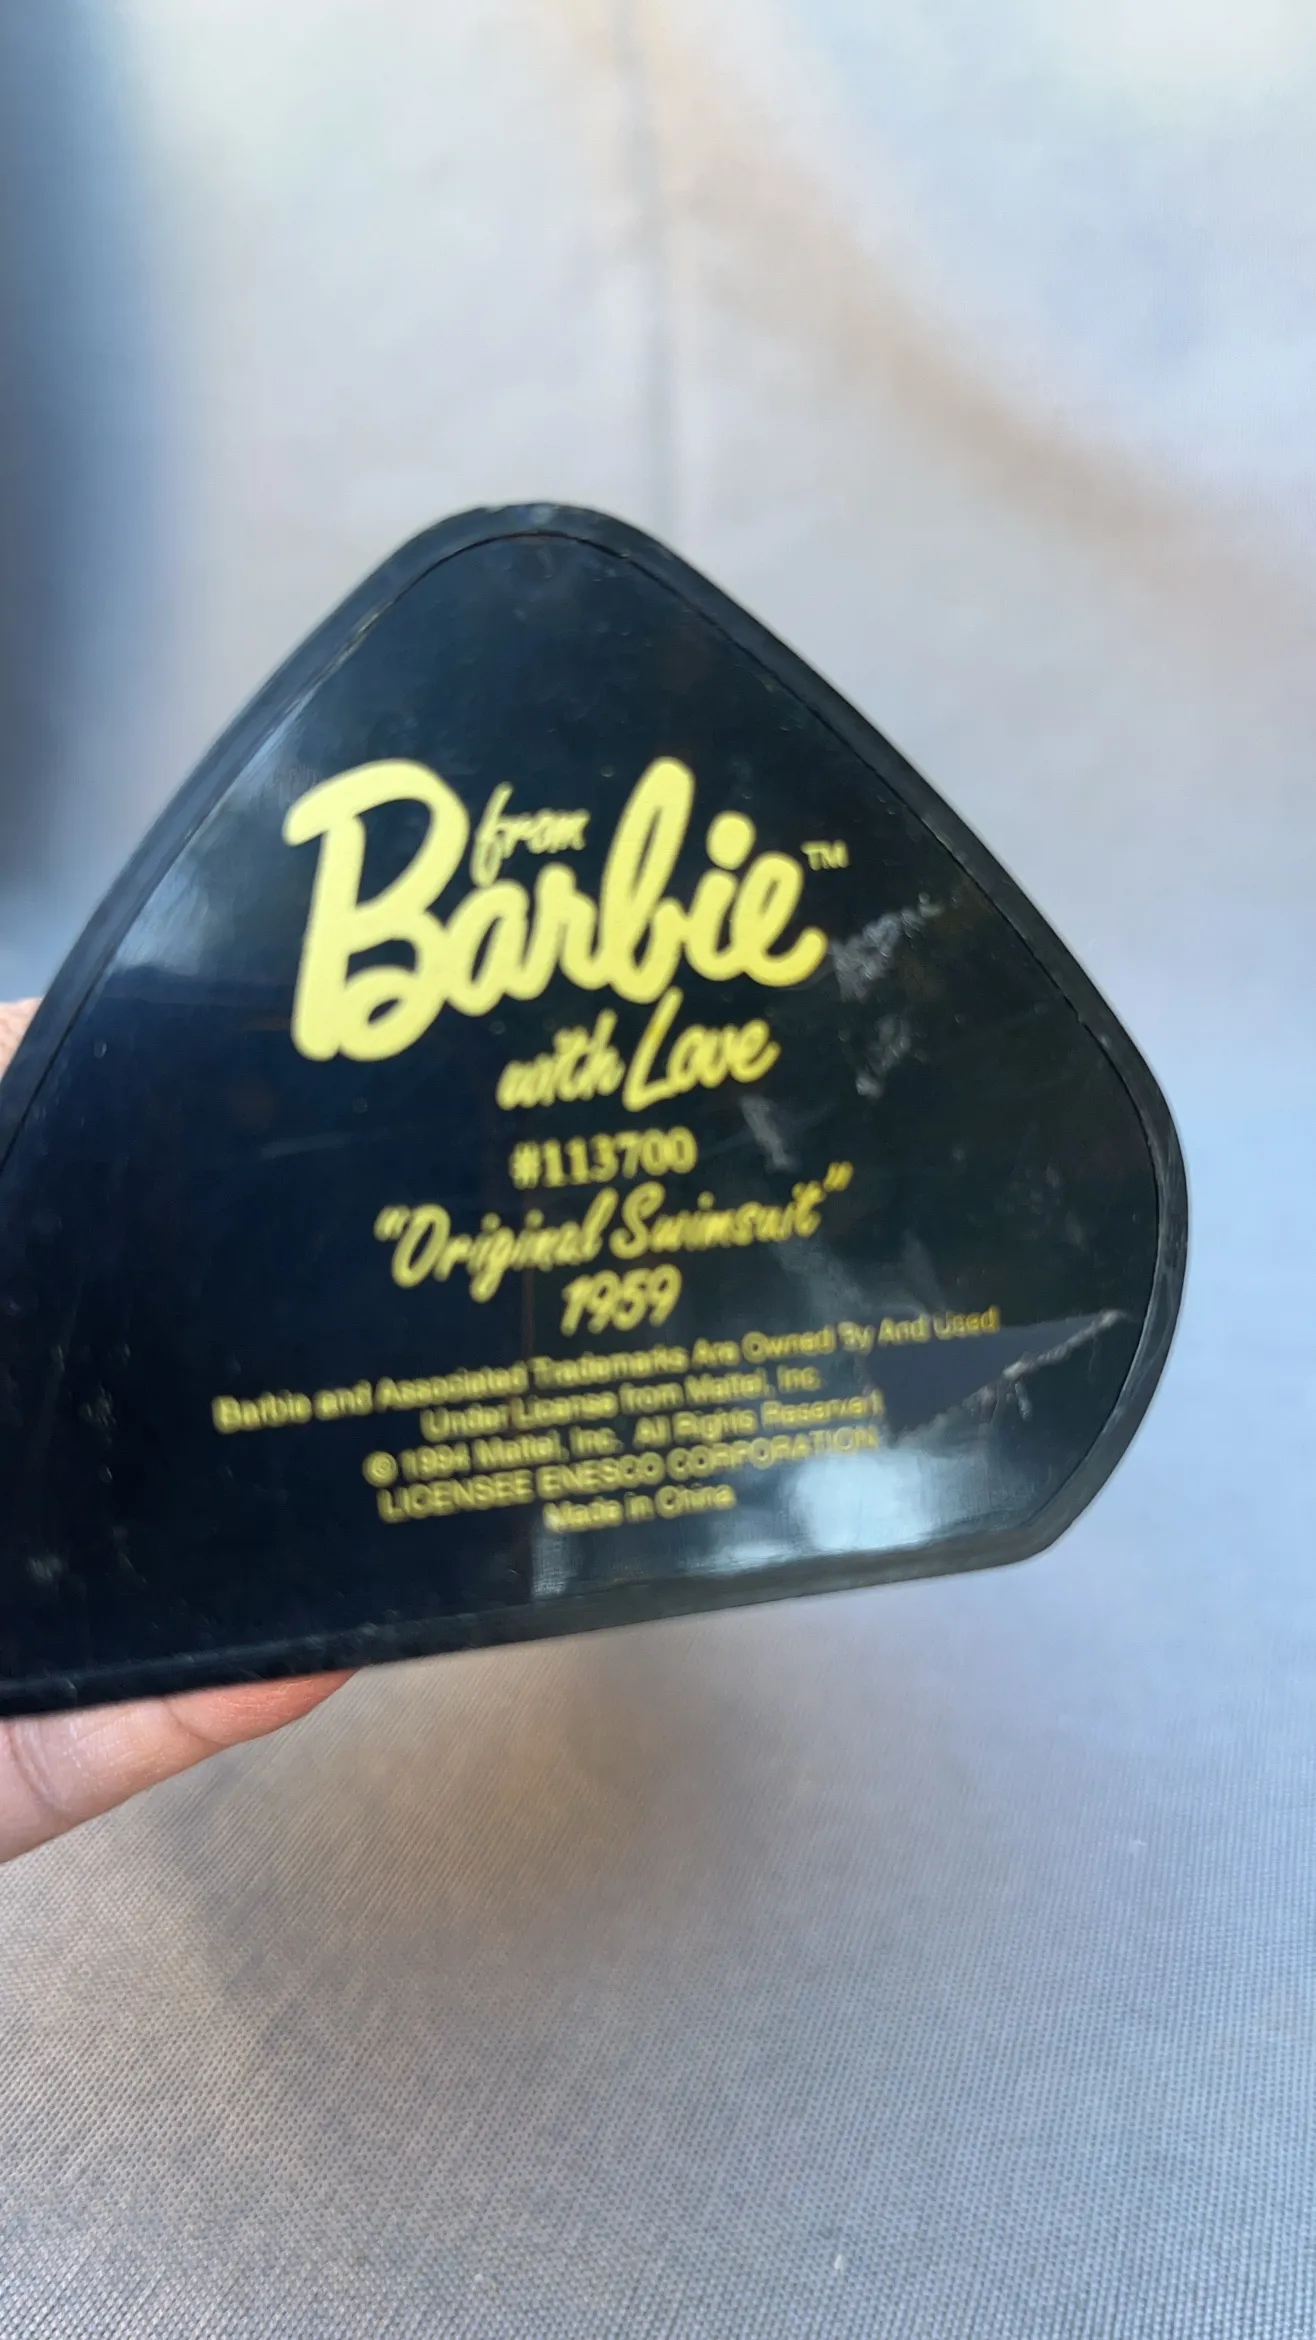 from
Barbie™
with Love
#113700
"Original Swimsuit"
1959
Barbie and Associated Trademarks Are Owned By And Used
Under License from Mattel, Inc.
© 1994 Mattel, Inc. All Rights Reserved
LICENSEE ENESCO CORPORATION
Made in China